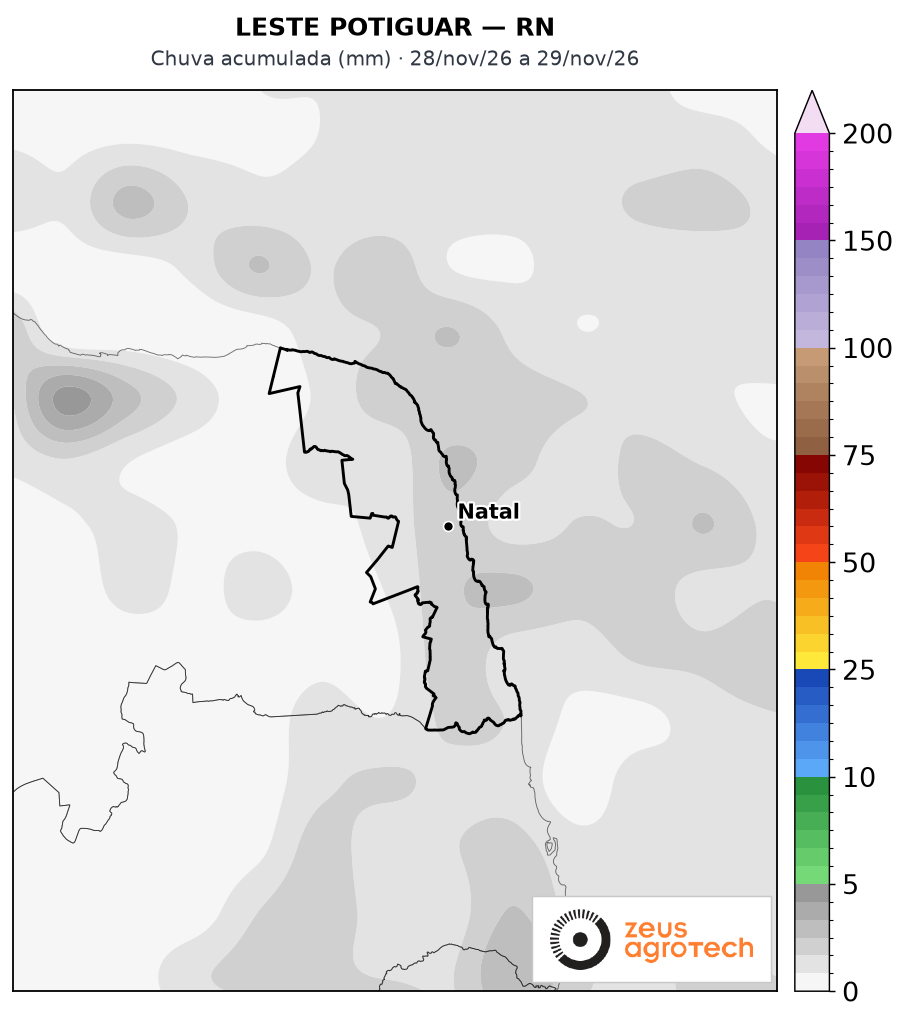 LESTE POTIGUAR — RN
Chuva acumulada (mm) · 28/nov/26 a 29/nov/26
200
150
100
75
50
25
10
5
0
Natal
zeus
agrotech